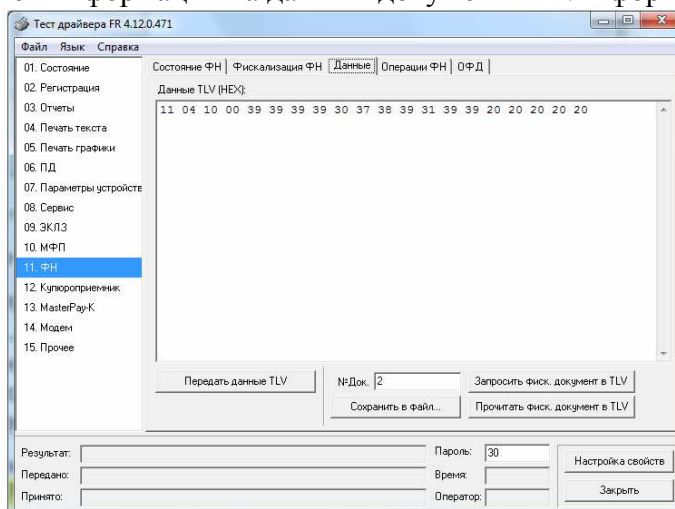 Тест драйвера FR 4.12.0.471
Файл Язык Справка
01. Состояние
02. Регистрация
03. Отчеты
04. Печать текста
05. Печать графики
06. ПД
07. Параметры устройств
08. Сервис
09. ЭКЛЗ
10. МФП
11. ФН
12. Купюроприемник
13. MasterPay-K
14. Модем
15. Прочее
Состояние ФН Фискализация ФН Данные Операции ФН ОФД
Данные TLV (HEX):
11 04 10 00 39 39 39 39 30 37 38 39 31 39 39 20 20 20 20 20
Передать данные TLV
№Док. 2
Запросить фиск. документ в TLV
Сохранить в файл...
Прочитать фиск. документ в TLV
Результат:
Пароль: 30
Настройка свойств
Передано:
Время:
Принято:
Оператор:
Закрыть